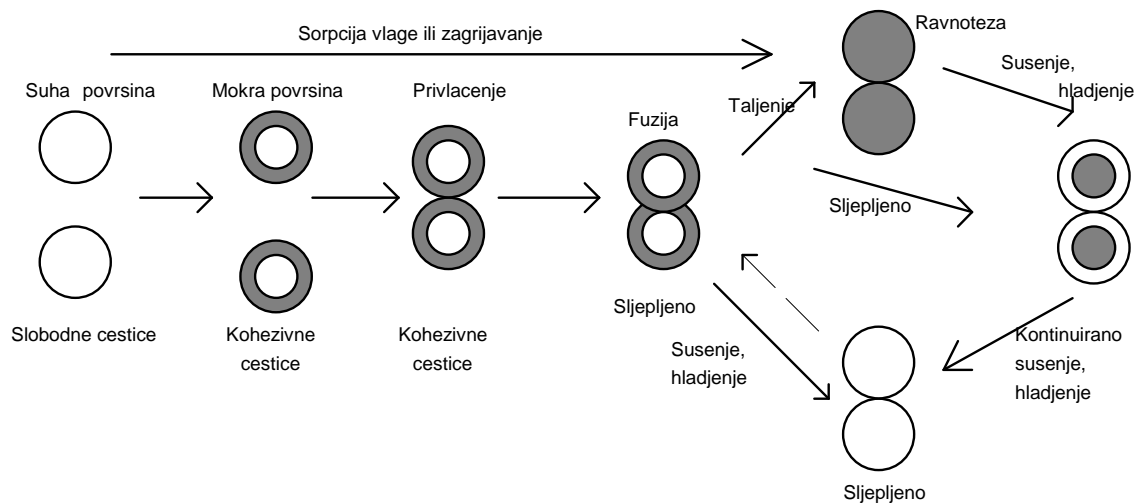 Sorpcija vlage ili zagrijavanje
Ravnoteza
Suha povrsina
Mokra povrsina
Privlacenje
Fuzija
Taljenje
Susenje,
hladjenje
Sljepljeno
Slobodne cestice
Kohezivne
cestice
Kohezivne
cestice
Sljepljeno
Susenje,
hladjenje
Kontinuirano
susenje,
hladjenje
Sljepljeno